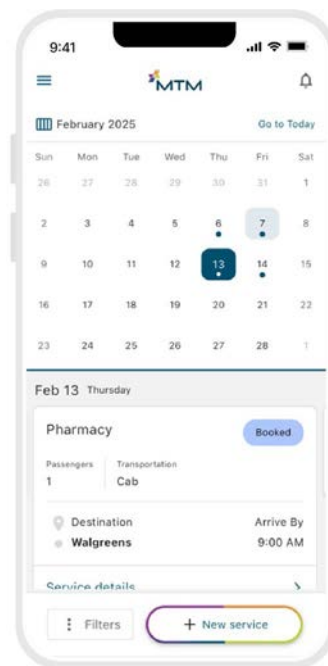 9:41
MTM
February 2025 Go to Today
Sun Mon Tue Wed Thu Fri Sat
26 27 28 29 30 31 1
2 3 4 5 6 7 8
9 10 11 12 13 14 15
16 17 18 19 20 21 22
23 24 25 26 27 28 1
Feb 13 Thursday
Pharmacy Booked
Passengers Transportation
1 Cab
Destination Arrive By
Walgreens 9:00 AM
Service details
Filters + New service